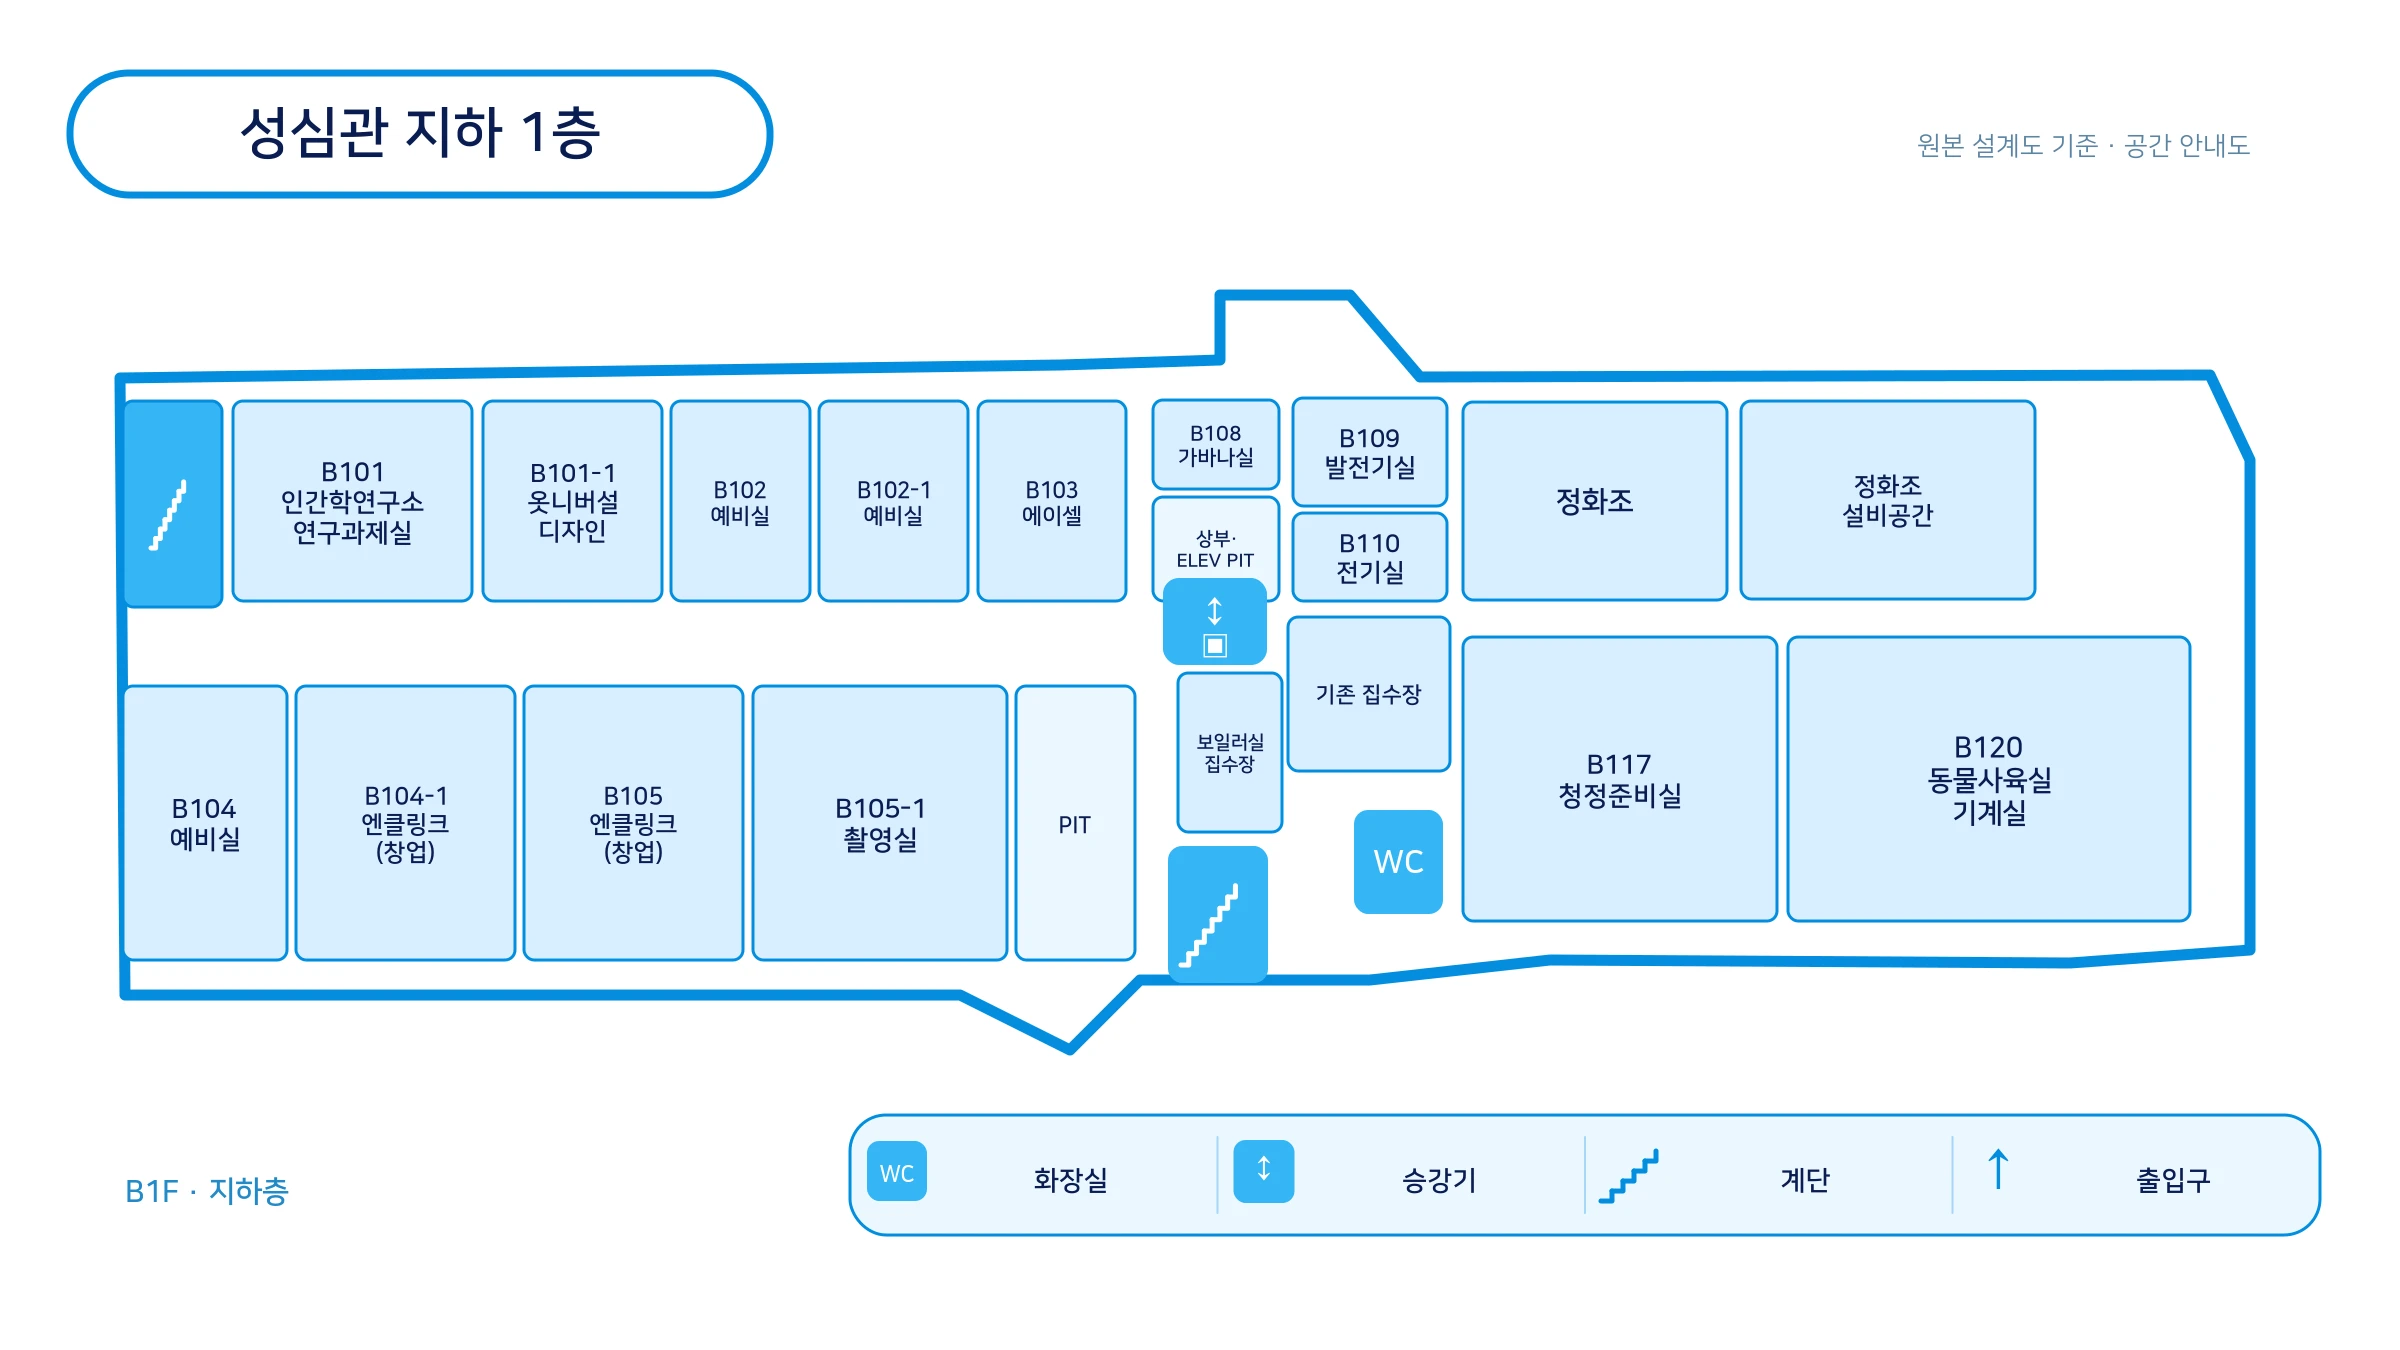 성심관 지하 1층
원본 설계도 기준 · 공간 안내도
B101
인간학연구소
연구과제실
B101-1
옷니버설
디자인
B102
예비실
B102-1
예비실
B103
에이셀
B108
가바나실
B109
발전기실
정화조
정화조
설비공간
상부·
ELEV PIT
B110
전기실
기존 집수장
보일러실
집수장
B104
예비실
B104-1
엔클링크
(창업)
B105
엔클링크
(창업)
B105-1
촬영실
PIT
WC
B117
청정준비실
B120
동물사육실
기계실
B1F · 지하층
WC
화장실
승강기
계단
출입구